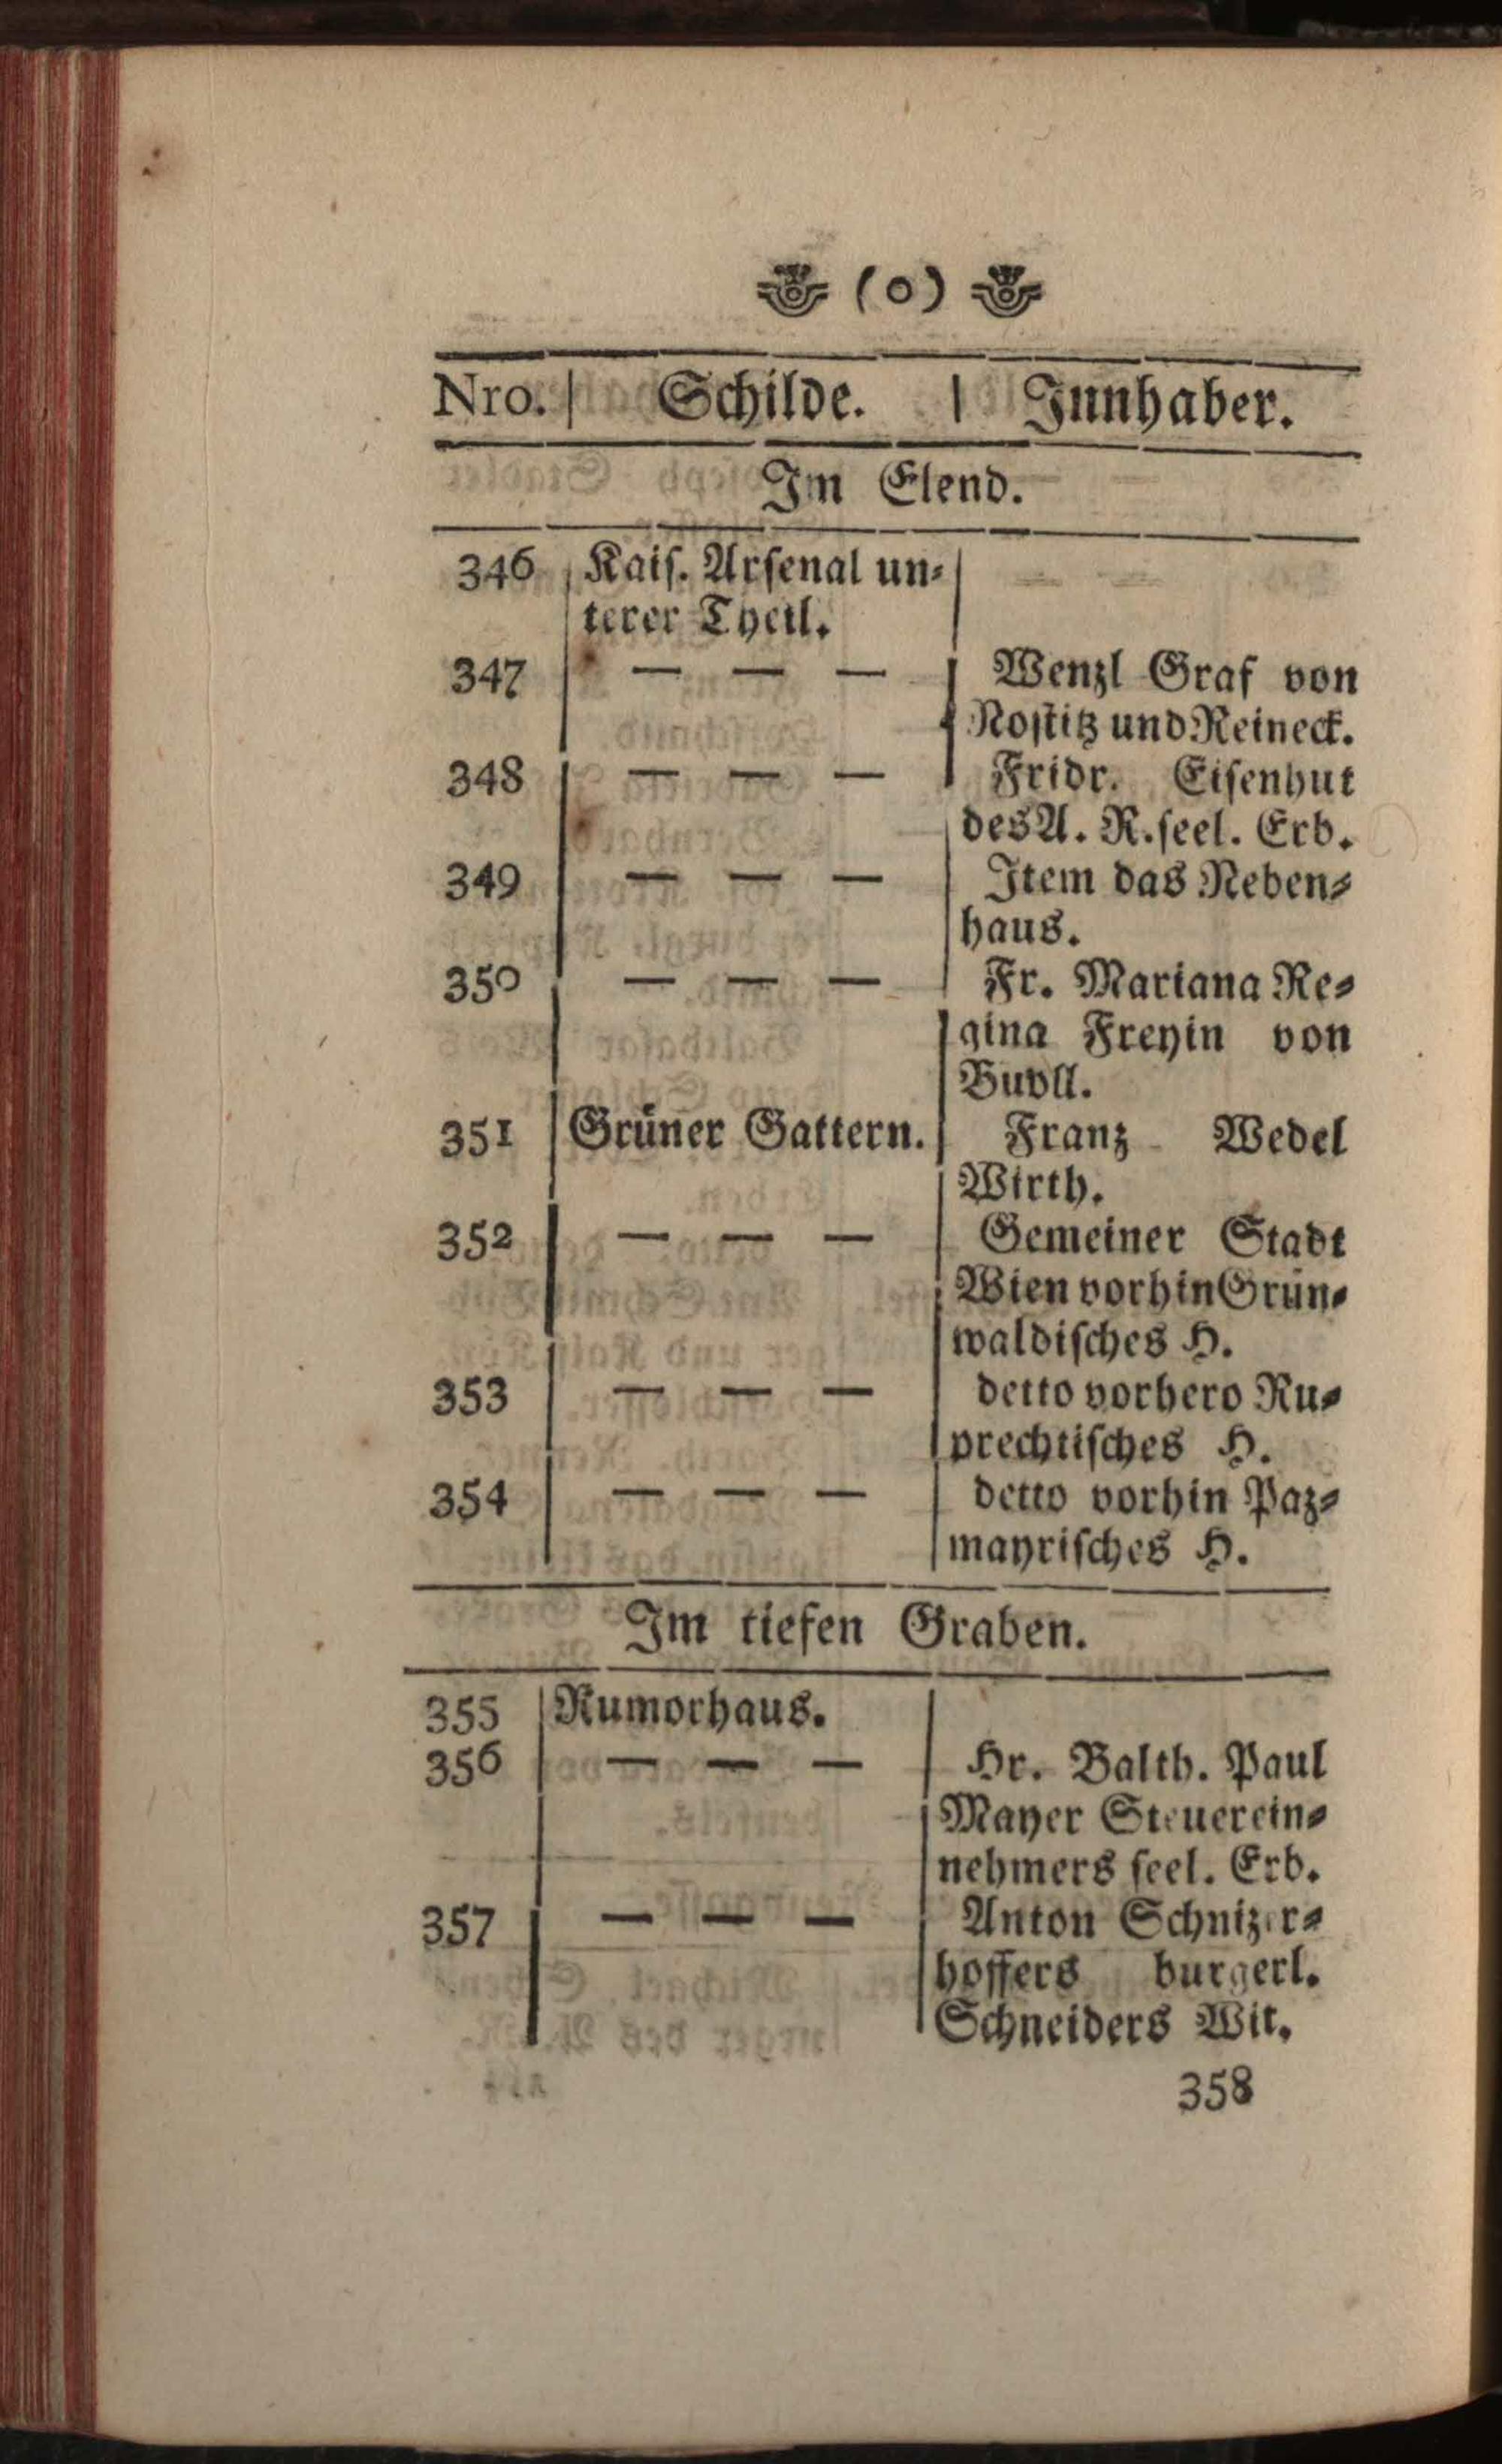 (o)
Nro. | Schilde. | Innhaber.
Im Elend.
346 Kais. Arsenal un-
terer Theil.
347 — — — Wenzl Graf von
Nostitz und Reineck.
348 — — — Fridr. Eisenhut
des A. R. seel. Erb.
349 — — — Item das Neben-
haus.
350 — — — Fr. Mariana Re-
gina Freyin von
351 Grüner Gattern. Franz Wedel
Wirth.
352 — — — Gemeiner Stadt
Wien vorhin Grün-
waldisches H.
353 — — — detto vorhero Ru-
prechtisches H.
354 — — — detto vorhin Paz-
mayrisches H.
Im tiefen Graben.
355 Rumorhaus.
356 — — — Hr. Balth. Paul
Mayer Steuerein-
nehmers seel. Erb.
357 — — — Anton Schnizer-
hoffers burgerl.
Schneiders Wit.
358